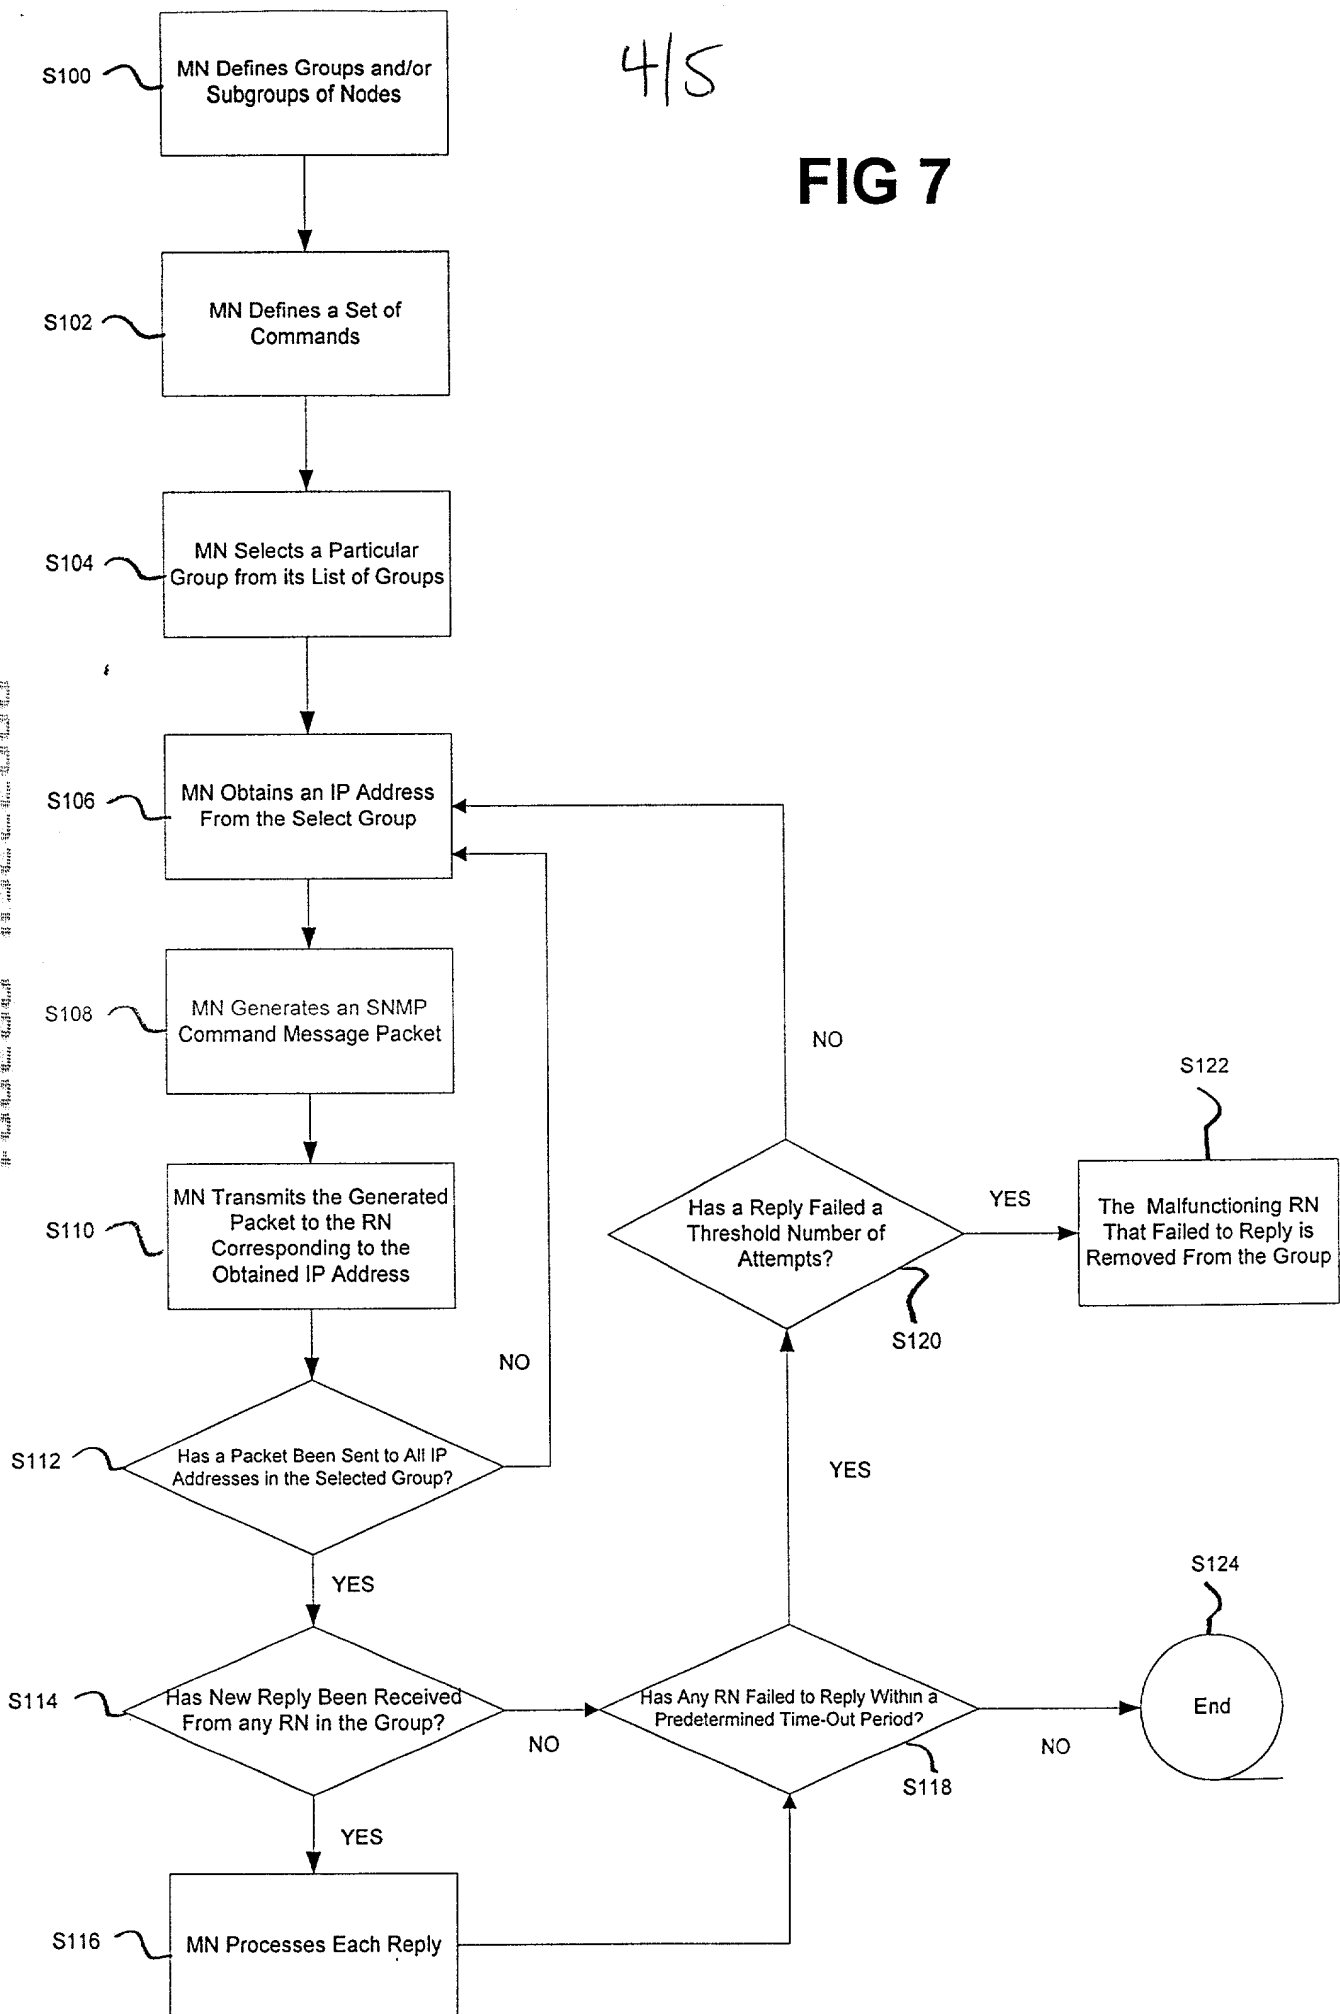 4/5
FIG 7
S100
MN Defines Groups and/or
Subgroups of Nodes
S102
MN Defines a Set of
Commands
S104
MN Selects a Particular
Group from its List of Groups
S106
MN Obtains an IP Address
From the Select Group
S108
MN Generates an SNMP
Command Message Packet
S110
MN Transmits the Generated
Packet to the RN
Corresponding to the
Obtained IP Address
S112
Has a Packet Been Sent to All IP
Addresses in the Selected Group?
NO
YES
S114
Has New Reply Been Received
From any RN in the Group?
NO
YES
S116
MN Processes Each Reply
Has Any RN Failed to Reply Within a
Predetermined Time-Out Period?
S118
YES
NO
Has a Reply Failed a
Threshold Number of
Attempts?
S120
NO
YES
S122
The Malfunctioning RN
That Failed to Reply is
Removed From the Group
S124
End